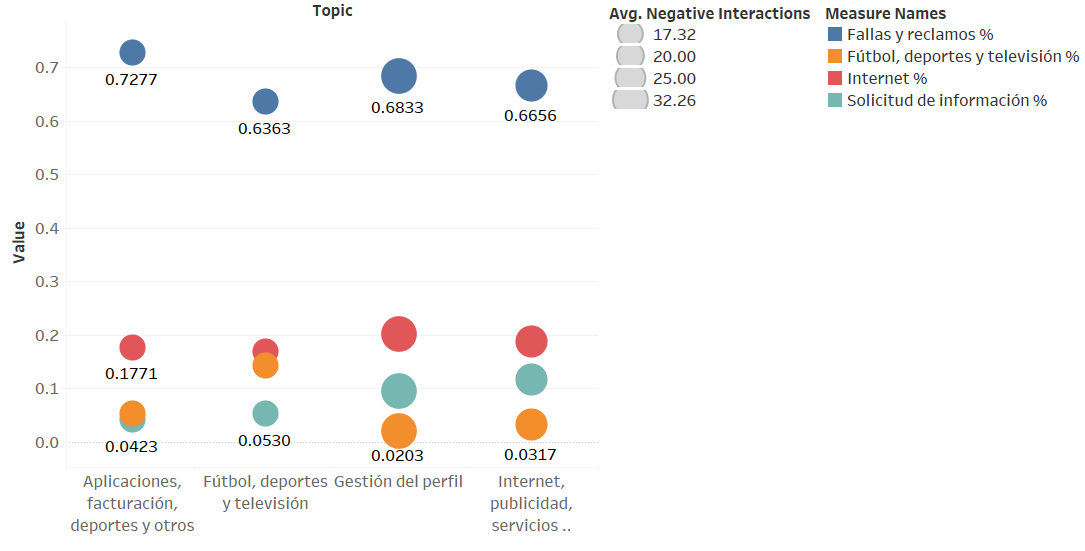 Topic
Avg. Negative Interactions
17.32
20.00
25.00
32.26
Measure Names
Fallas y reclamos %
Fútbol, deportes y televisión %
Internet %
Solicitud de información %
Value
0.7
0.6
0.5
0.4
0.3
0.2
0.1
0.0
0.7277
0.6363
0.6833
0.6656
0.1771
0.0423
0.0530
0.0203
0.0317
Aplicaciones,
facturación,
deportes y otros
Fútbol, deportes
y televisión
Gestión del perfil
Internet,
publicidad,
servicios ..